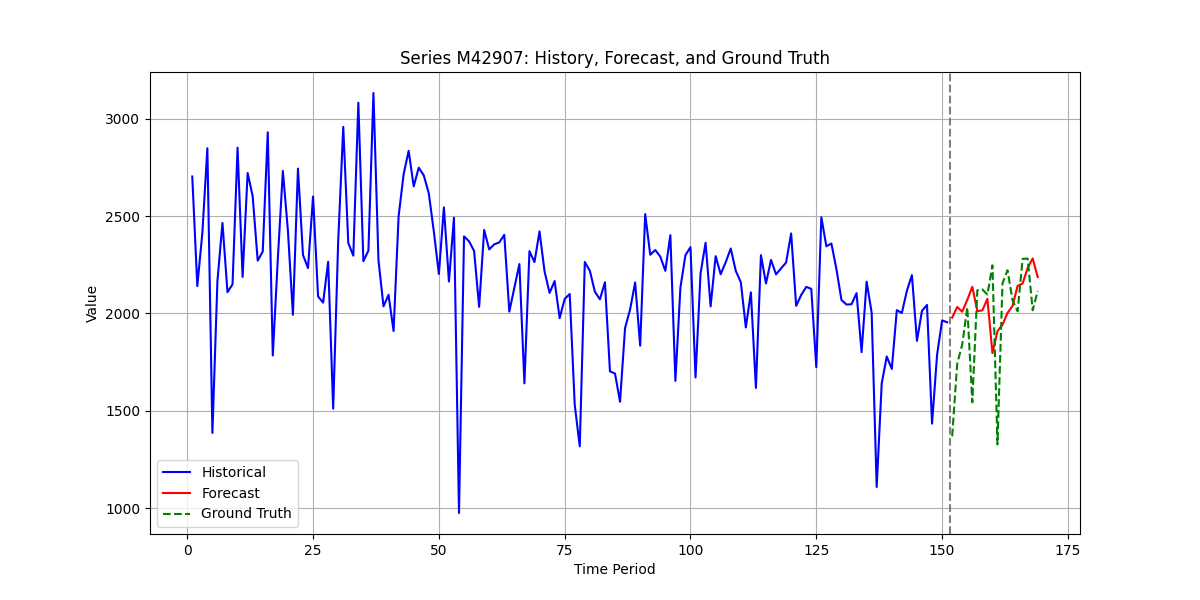 Series M42907: History, Forecast, and Ground Truth
Value
3000
2500
2000
1500
1000
Historical
Forecast
Ground Truth
0 25 50 75 100 125 150 175
Time Period